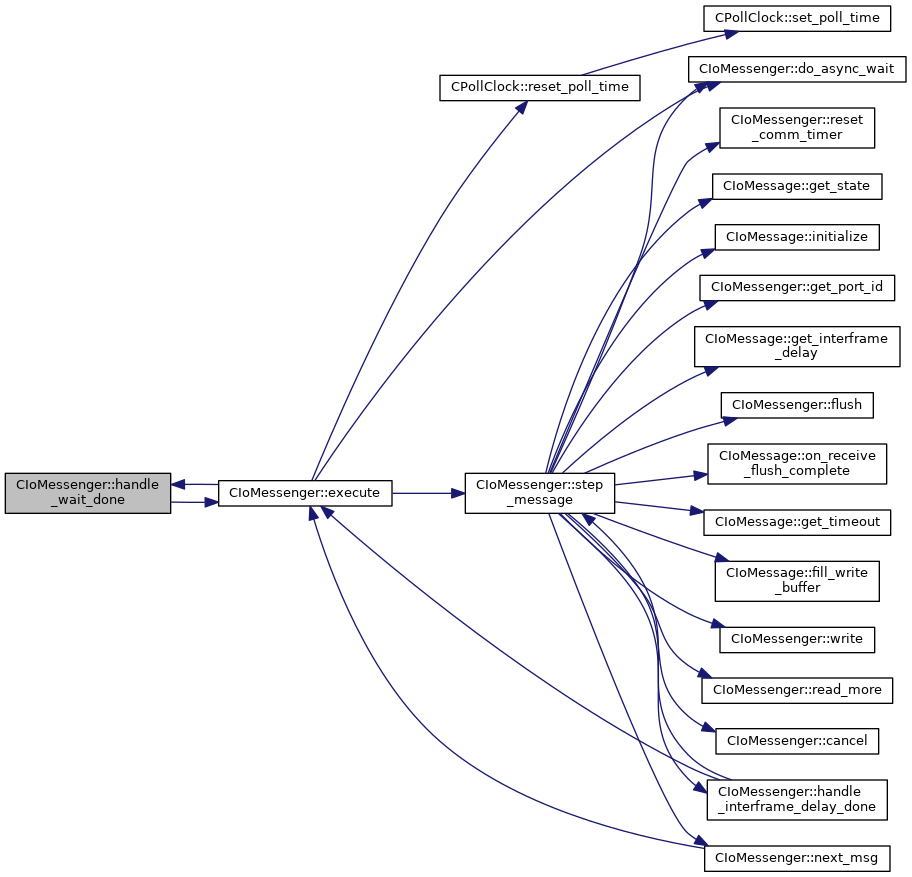 CPollClock::set_poll_time
CIoMessenger::do_async_wait
CPollClock::reset_poll_time
CIoMessenger::reset
_comm_timer
CIoMessage::get_state
CIoMessage::initialize
CIoMessenger::get_port_id
CIoMessage::get_interframe
_delay
CIoMessenger::flush
CIoMessage::on_receive
_flush_complete
CIoMessenger::handle
_wait_done
CIoMessenger::execute
CIoMessenger::step
_message
CIoMessage::get_timeout
CIoMessage::fill_write
_buffer
CIoMessenger::write
CIoMessenger::read_more
CIoMessenger::cancel
CIoMessenger::handle
_interframe_delay_done
CIoMessenger::next_msg